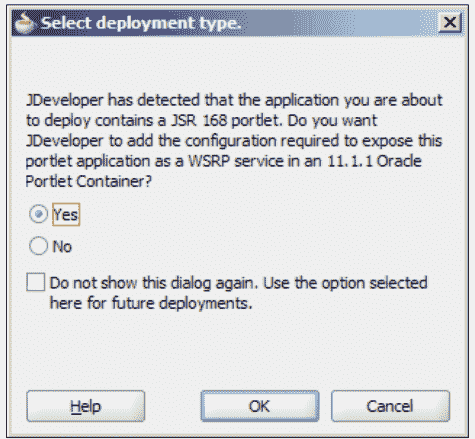 Select deployment type.
JDeveloper has detected that the application you are about
to deploy contains a JSR 168 portlet. Do you want
JDeveloper to add the configuration required to expose this
portlet application as a WSRP service in an 11.1.1 Oracle
Portlet Container?
Yes
No
Do not show this dialog again. Use the option selected
here for future deployments.
Help
OK
Cancel